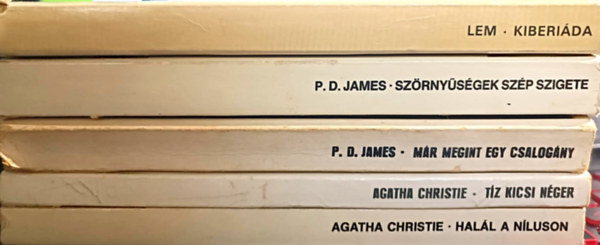 LEM · KIBERIÁDA
P. D. JAMES · SZÖRNYŰSÉGEK SZÉP SZIGETE
P. D. JAMES · MÁR MEGINT EGY CSALOGÁNY
AGATHA CHRISTIE · TÍZ KICSI NÉGER
AGATHA CHRISTIE · HALÁL A NÍLUSON